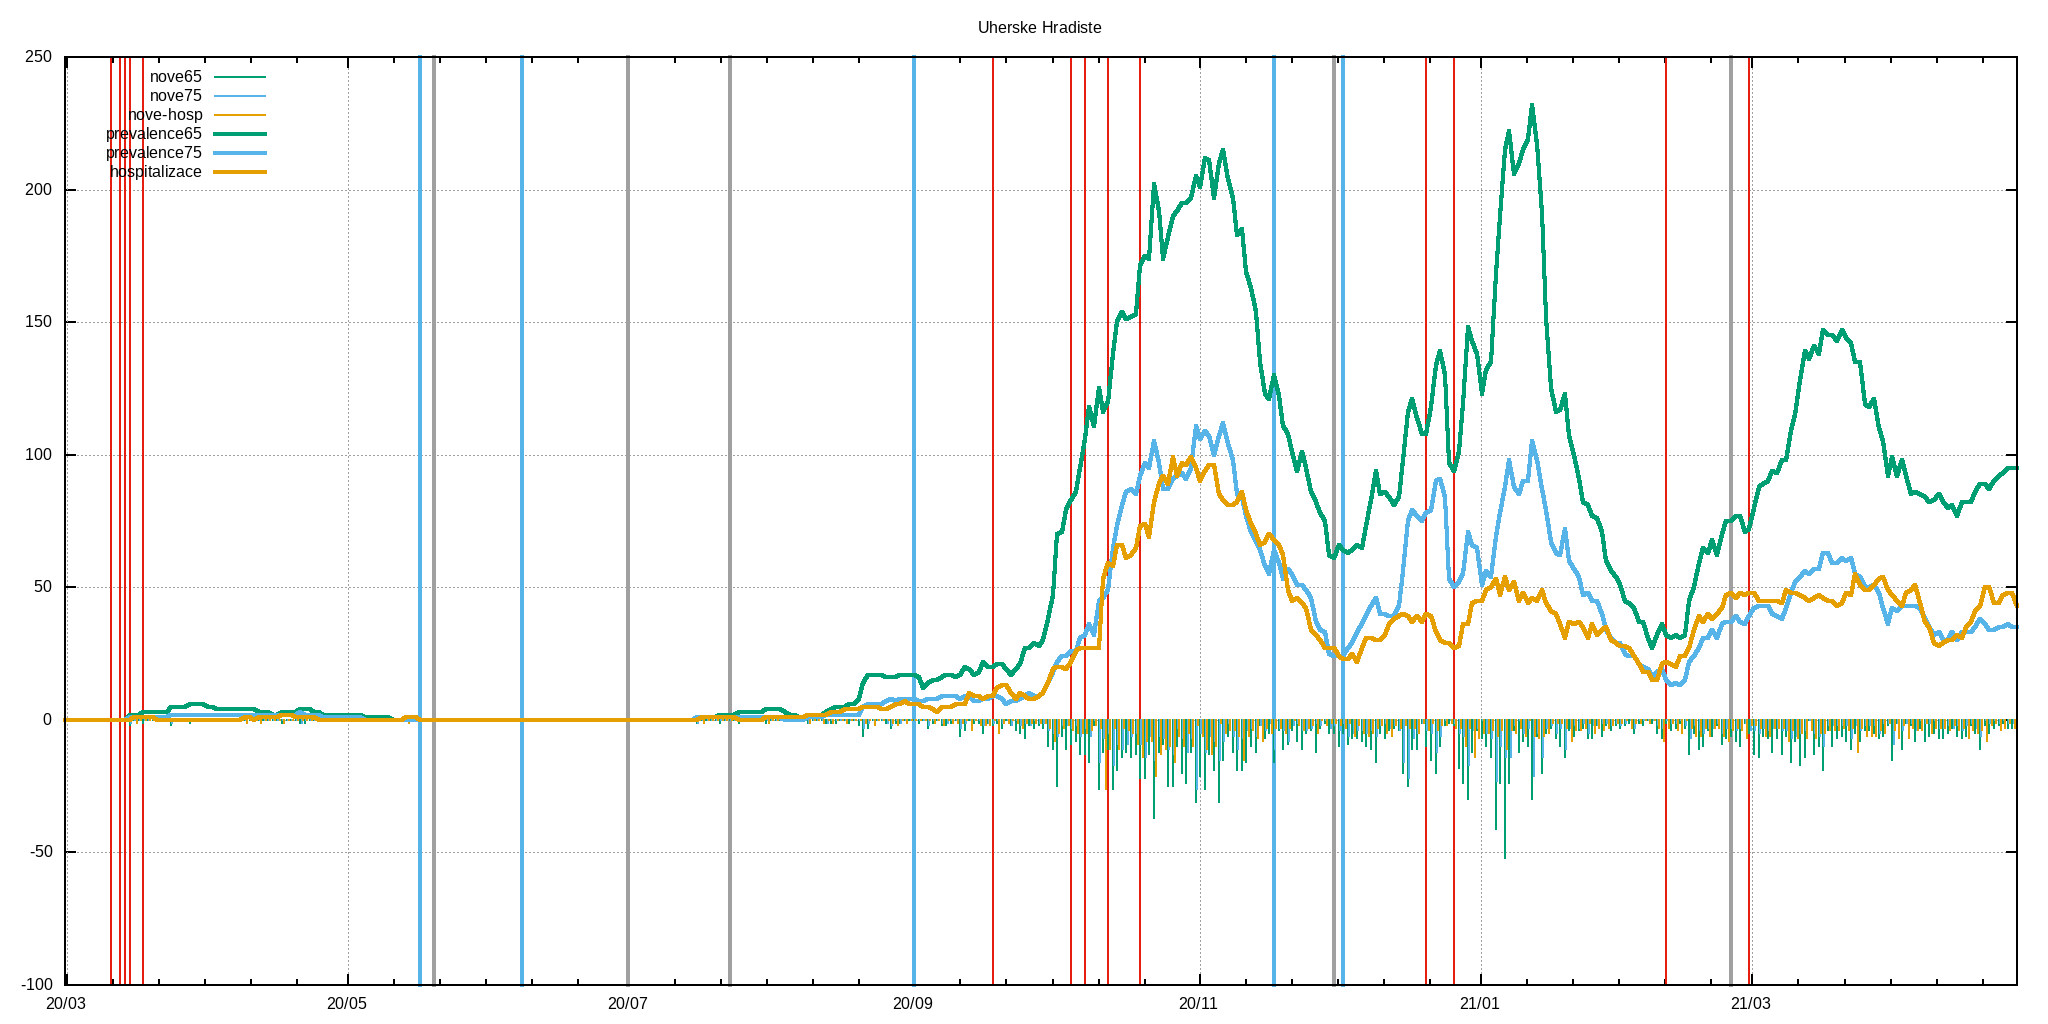 Uherske Hradiste
250
200
150
100
50
0
-50
-100
nove65
nove75
nove-hosp
prevalence65
prevalence75
hospitalizace
20/03 20/05 20/07 20/09 20/11 21/01 21/03